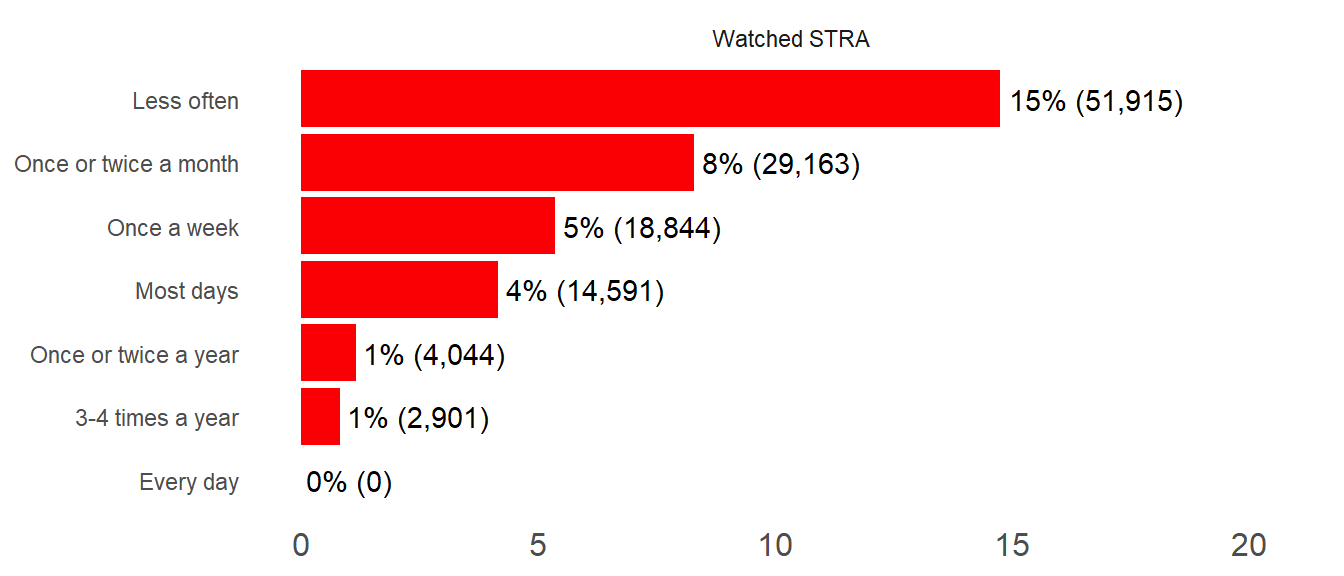 Watched STRA
Less often 15% (51,915)
Once or twice a month 8% (29,163)
Once a week 5% (18,844)
Most days 4% (14,591)
Once or twice a year 1% (4,044)
3-4 times a year 1% (2,901)
Every day 0% (0)
0 5 10 15 20